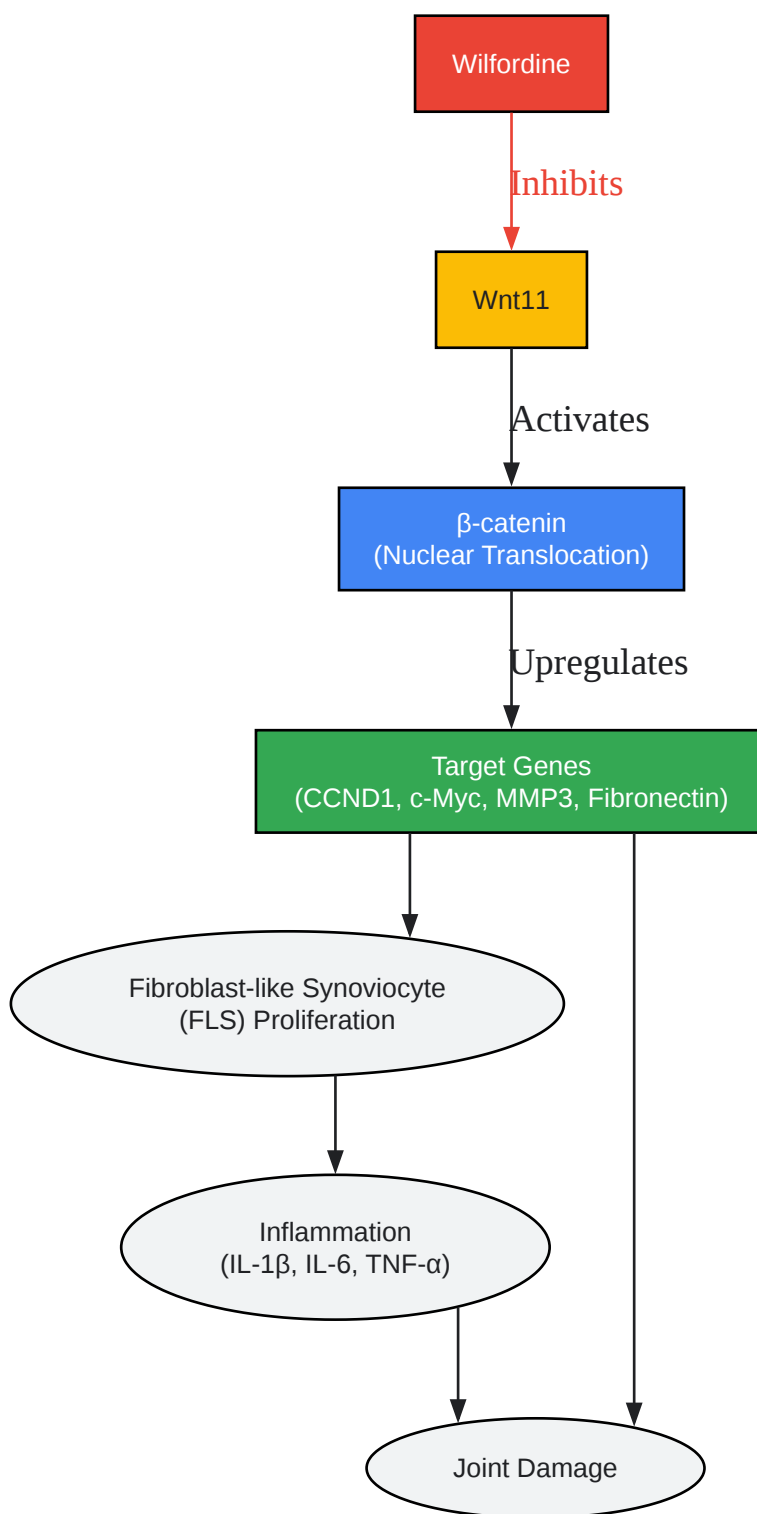 Wilfordine
Inhibits
Wnt11
Activates
β-catenin
(Nuclear Translocation)
Upregulates
Target Genes
(CCND1, c-Myc, MMP3, Fibronectin)
Fibroblast-like Synoviocyte
(FLS) Proliferation
Inflammation
(IL-1β, IL-6, TNF-α)
Joint Damage